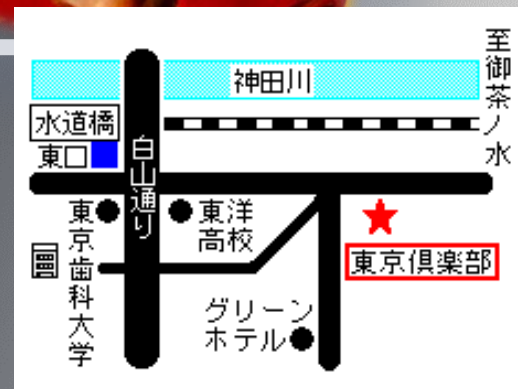 神田川
至御茶ノ水
水道橋
東口
白山通り
東京歯科大学
東洋
高校
東京倶楽部
グリーン
ホテル